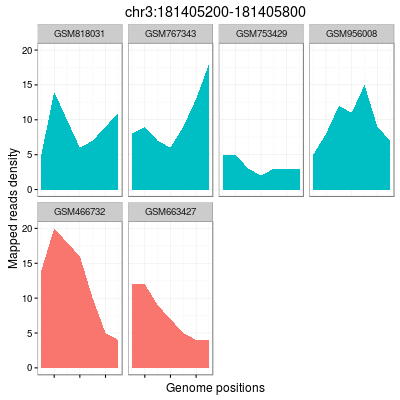 chr3:181405200-181405800
GSM818031 GSM767343 GSM753429 GSM956008
20
15
10
5
0
Mapped reads density
GSM466732 GSM663427
20
15
10
5
0
Genome positions